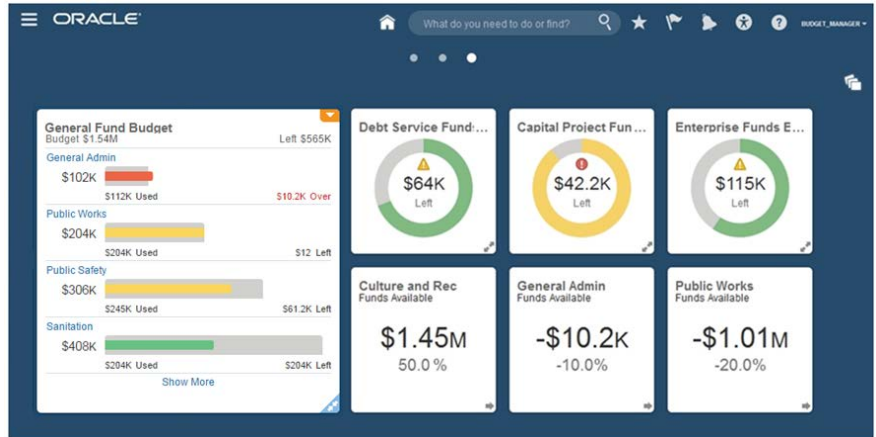 ORACLE
What do you need to do or find?
BUDGET_MANAGER
General Fund Budget
Budget $1.54M Left $565K
General Admin
$102K
$112K Used $10.2K Over
Public Works
$204K
$204K Used $12 Left
Public Safety
$306K
$245K Used $61.2K Left
Sanitation
$408K
$204K Used $204K Left
Show More
Debt Service Fund:...
$64K
Left
Capital Project Fun...
$42.2K
Left
Enterprise Funds E...
$115K
Left
Culture and Rec
Funds Available
$1.45M
50.0%
General Admin
Funds Available
-$10.2K
-10.0%
Public Works
Funds Available
-$1.01M
-20.0%